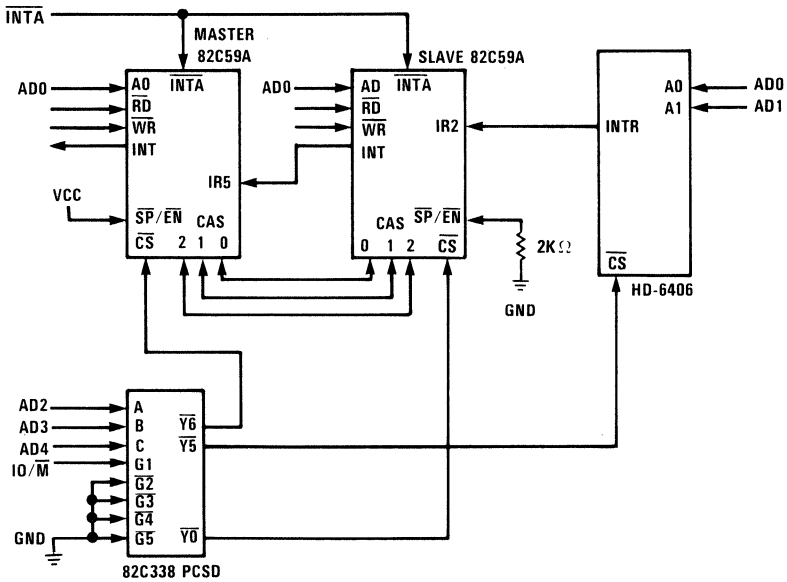 INTA
MASTER
82C59A
SLAVE 82C59A
AD0
A0
INTA
RD
WR
INT
IR5
VCC
SP/EN
CAS
CS
2 1 0
AD0
AD
INTA
RD
WR
INT
IR2
CAS
SP/EN
0 1 2
CS
2KΩ
GND
A0
AD0
A1
AD1
INTR
CS
HD-6406
AD2
A
AD3
B
AD4
C
IO/M
G1
G2
G3
G4
GND
G5
Y6
Y5
Y0
82C338 PCSD